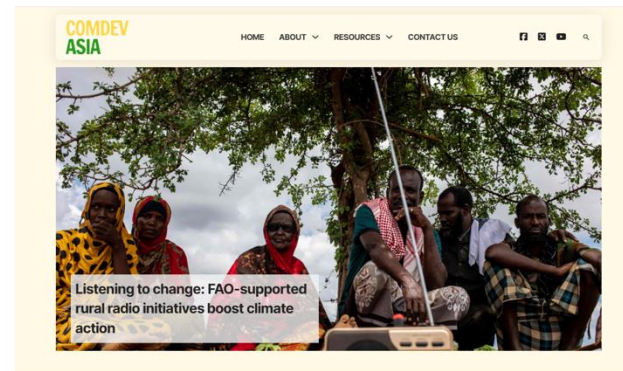 COMDEV
ASIA
HOME ABOUT RESOURCES CONTACT US
Listening to change: FAO-supported
rural radio initiatives boost climate
action